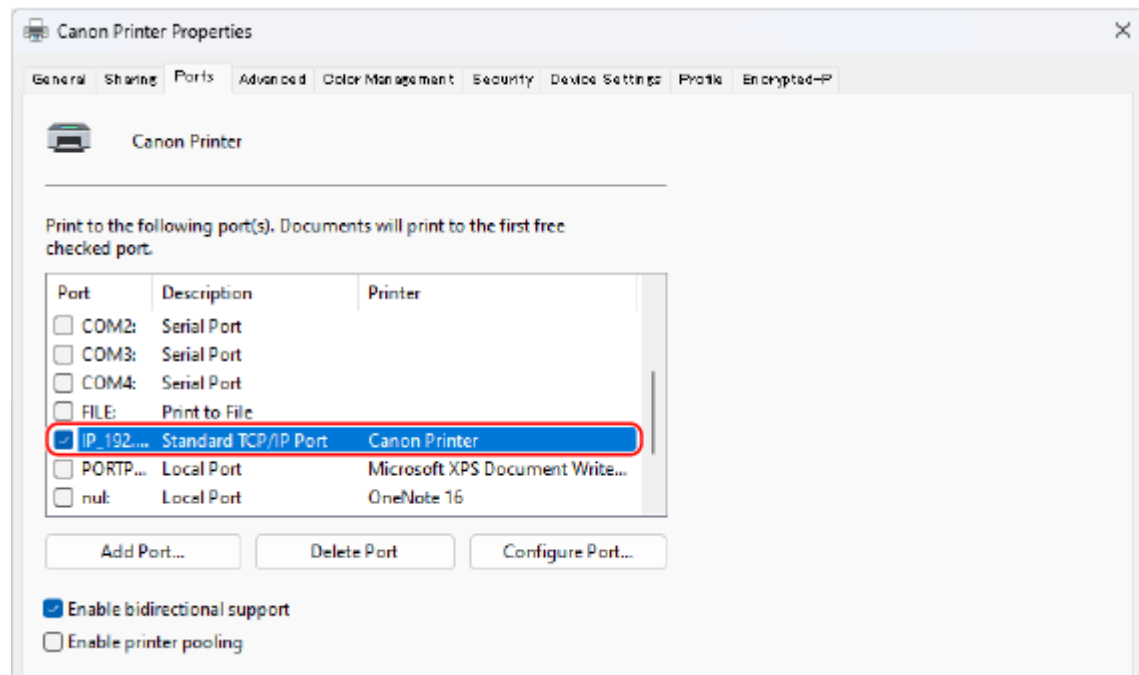 Canon Printer Properties
General Sharing Ports Advanced Color Management Security Device Settings Profile Encrypted-P
Canon Printer
Print to the following port(s). Documents will print to the first free
checked port.
Port Description Printer
COM2: Serial Port
COM3: Serial Port
COM4: Serial Port
FILE: Print to File
IP_192.... Standard TCP/IP Port Canon Printer
PORTP... Local Port Microsoft XPS Document Write...
nul: Local Port OneNote 16
Add Port... Delete Port Configure Port...
Enable bidirectional support
Enable printer pooling